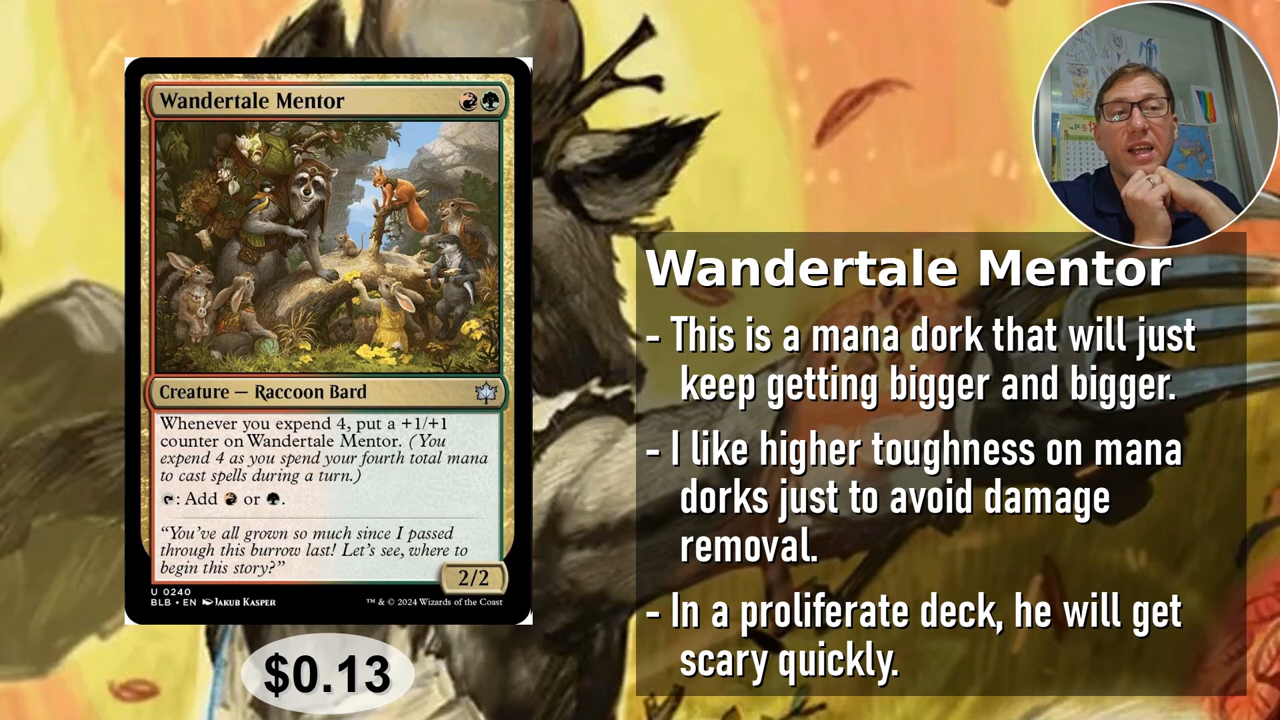 Wandertale Mentor
Creature — Raccoon Bard
Whenever you expend 4, put a +1/+1
counter on Wandertale Mentor. (You
expend 4 as you spend your fourth total mana
to cast spells during a turn.)
: Add or .
“You’ve all grown so much since I passed
through this burrow last! Let’s see, where to
begin this story?”
2/2
U 0240
BLB • EN Jakub Kasper
™ & © 2024 Wizards of the Coast
$0.13
Wandertale Mentor
- This is a mana dork that will just
keep getting bigger and bigger.
- I like higher toughness on mana
dorks just to avoid damage
removal.
- In a proliferate deck, he will get
scary quickly.